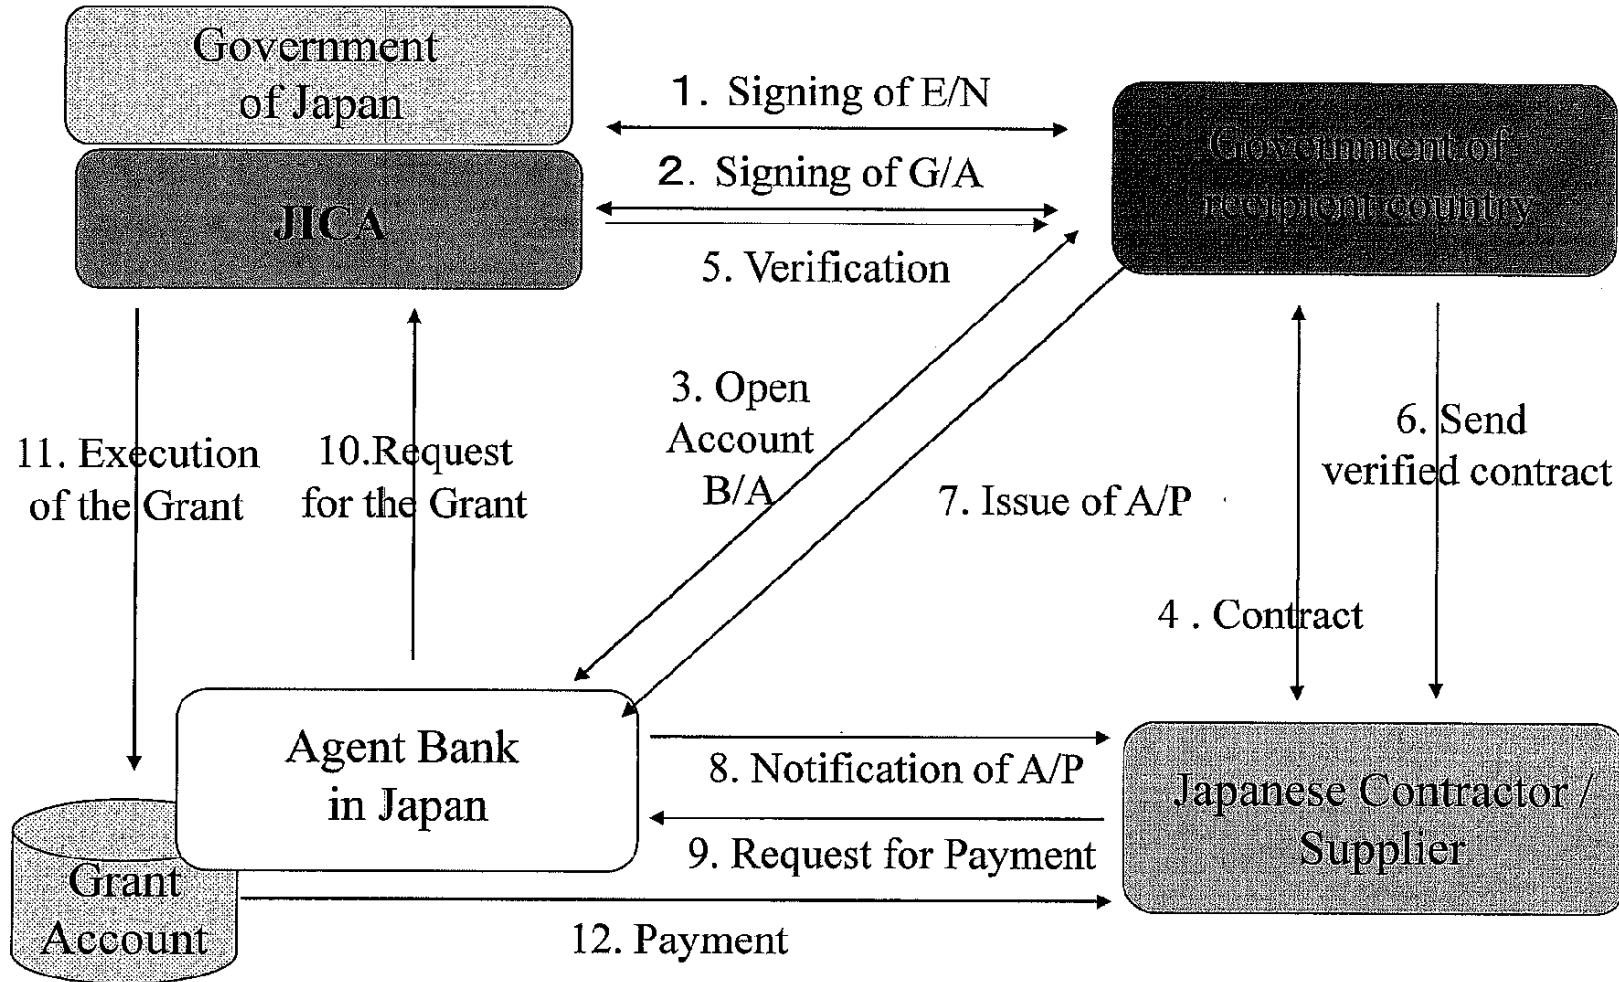 Government
of Japan
1. Signing of E/N
Government of
recipient country
JICA
2. Signing of G/A
5. Verification
3. Open
Account
B/A
6. Send
verified contract
11. Execution
of the Grant
10.Request
for the Grant
7. Issue of A/P
4 . Contract
Agent Bank
in Japan
8. Notification of A/P
Japanese Contractor /
Supplier
9. Request for Payment
Grant
Account
12. Payment